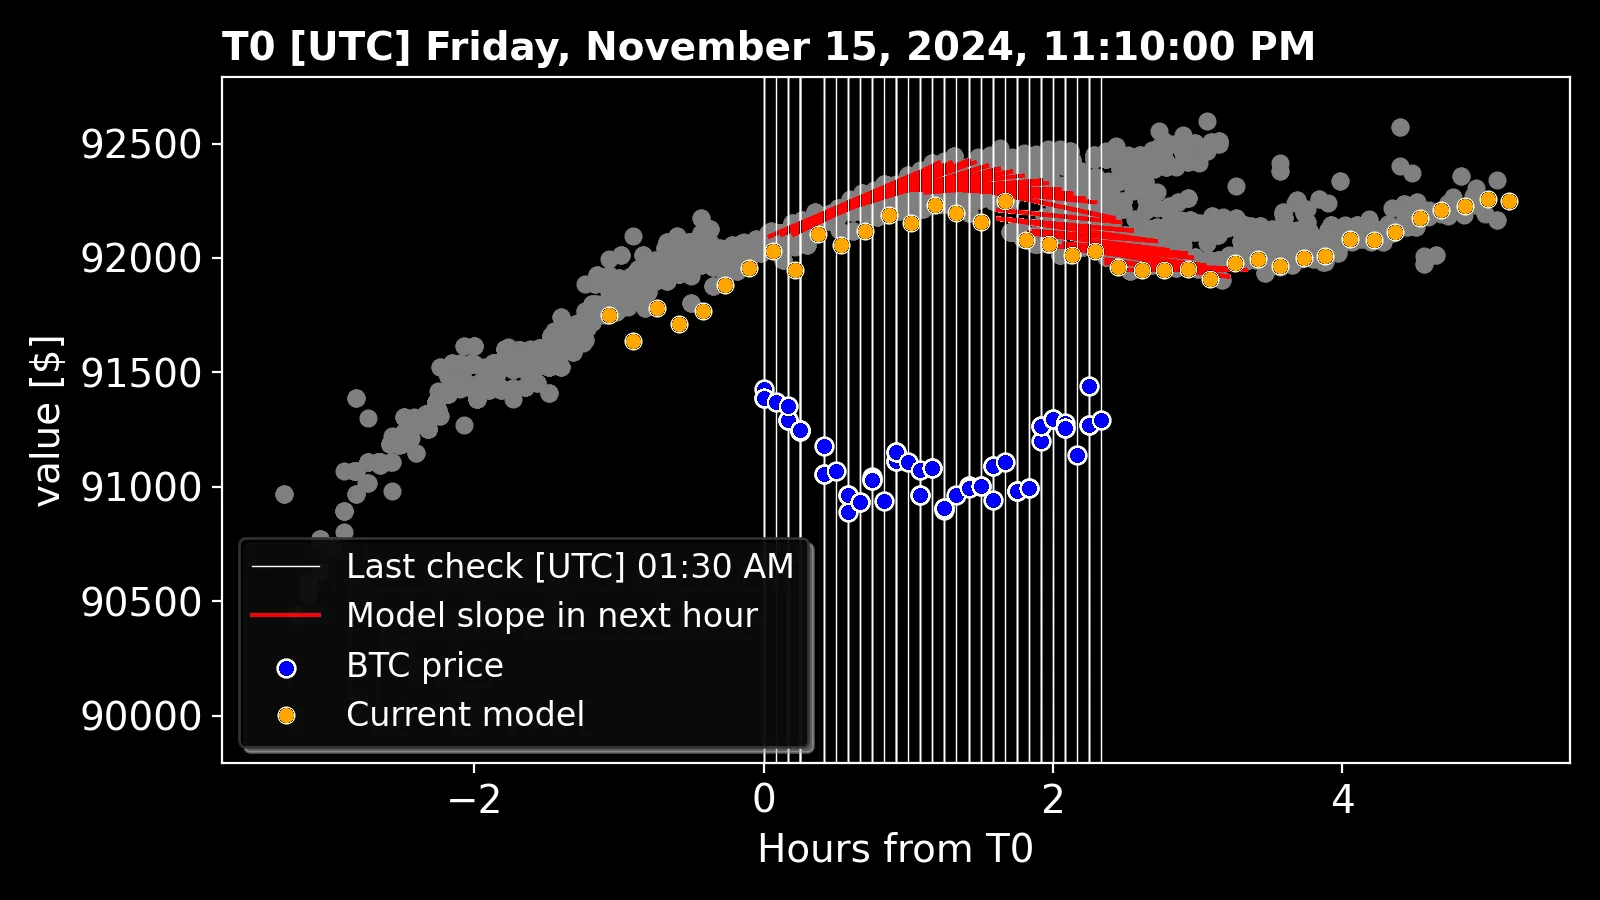 T0 [UTC] Friday, November 15, 2024, 11:10:00 PM
92500
92000
91500
91000
90500
90000
value [$]
Last check [UTC] 01:30 AM
Model slope in next hour
BTC price
Current model
−2 0 2 4
Hours from T0